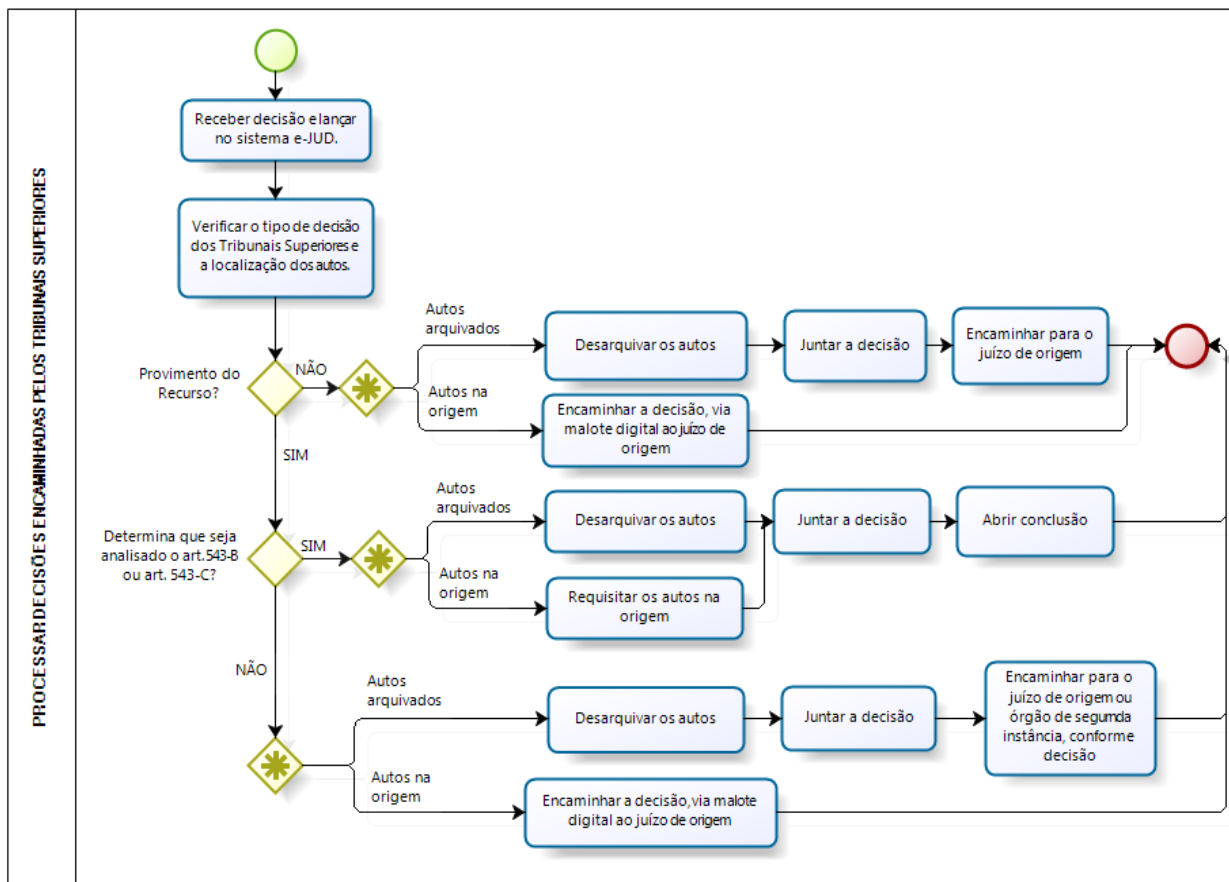 PROCESSAR DECISÕES ENCAMINHADAS PELOS TRIBUNAIS SUPERIORES
Receber decisão e lançar
no sistema e-JUD.
Verificar o tipo de decisão
dos Tribunais Superiores e
a localização dos autos.
Provimento do
Recurso?
NÃO
Autos
arquivados
Desarquivar os autos
Juntar a decisão
Encaminhar para o
juízo de origem
Autos na
origem
Encaminhar a decisão, via
malote digital ao juízo de
origem
SIM
Determina que seja
analisado o art.543-B
ou art. 543-C?
SIM
Autos
arquivados
Desarquivar os autos
Juntar a decisão
Abrir conclusão
Autos na
origem
Requisitar os autos na
origem
NÃO
Autos
arquivados
Desarquivar os autos
Juntar a decisão
Encaminhar para o
juízo de origem ou
órgão de segumda
instância, conforme
decisão
Autos na
origem
Encaminhar a decisão, via malote
digital ao juízo de origem